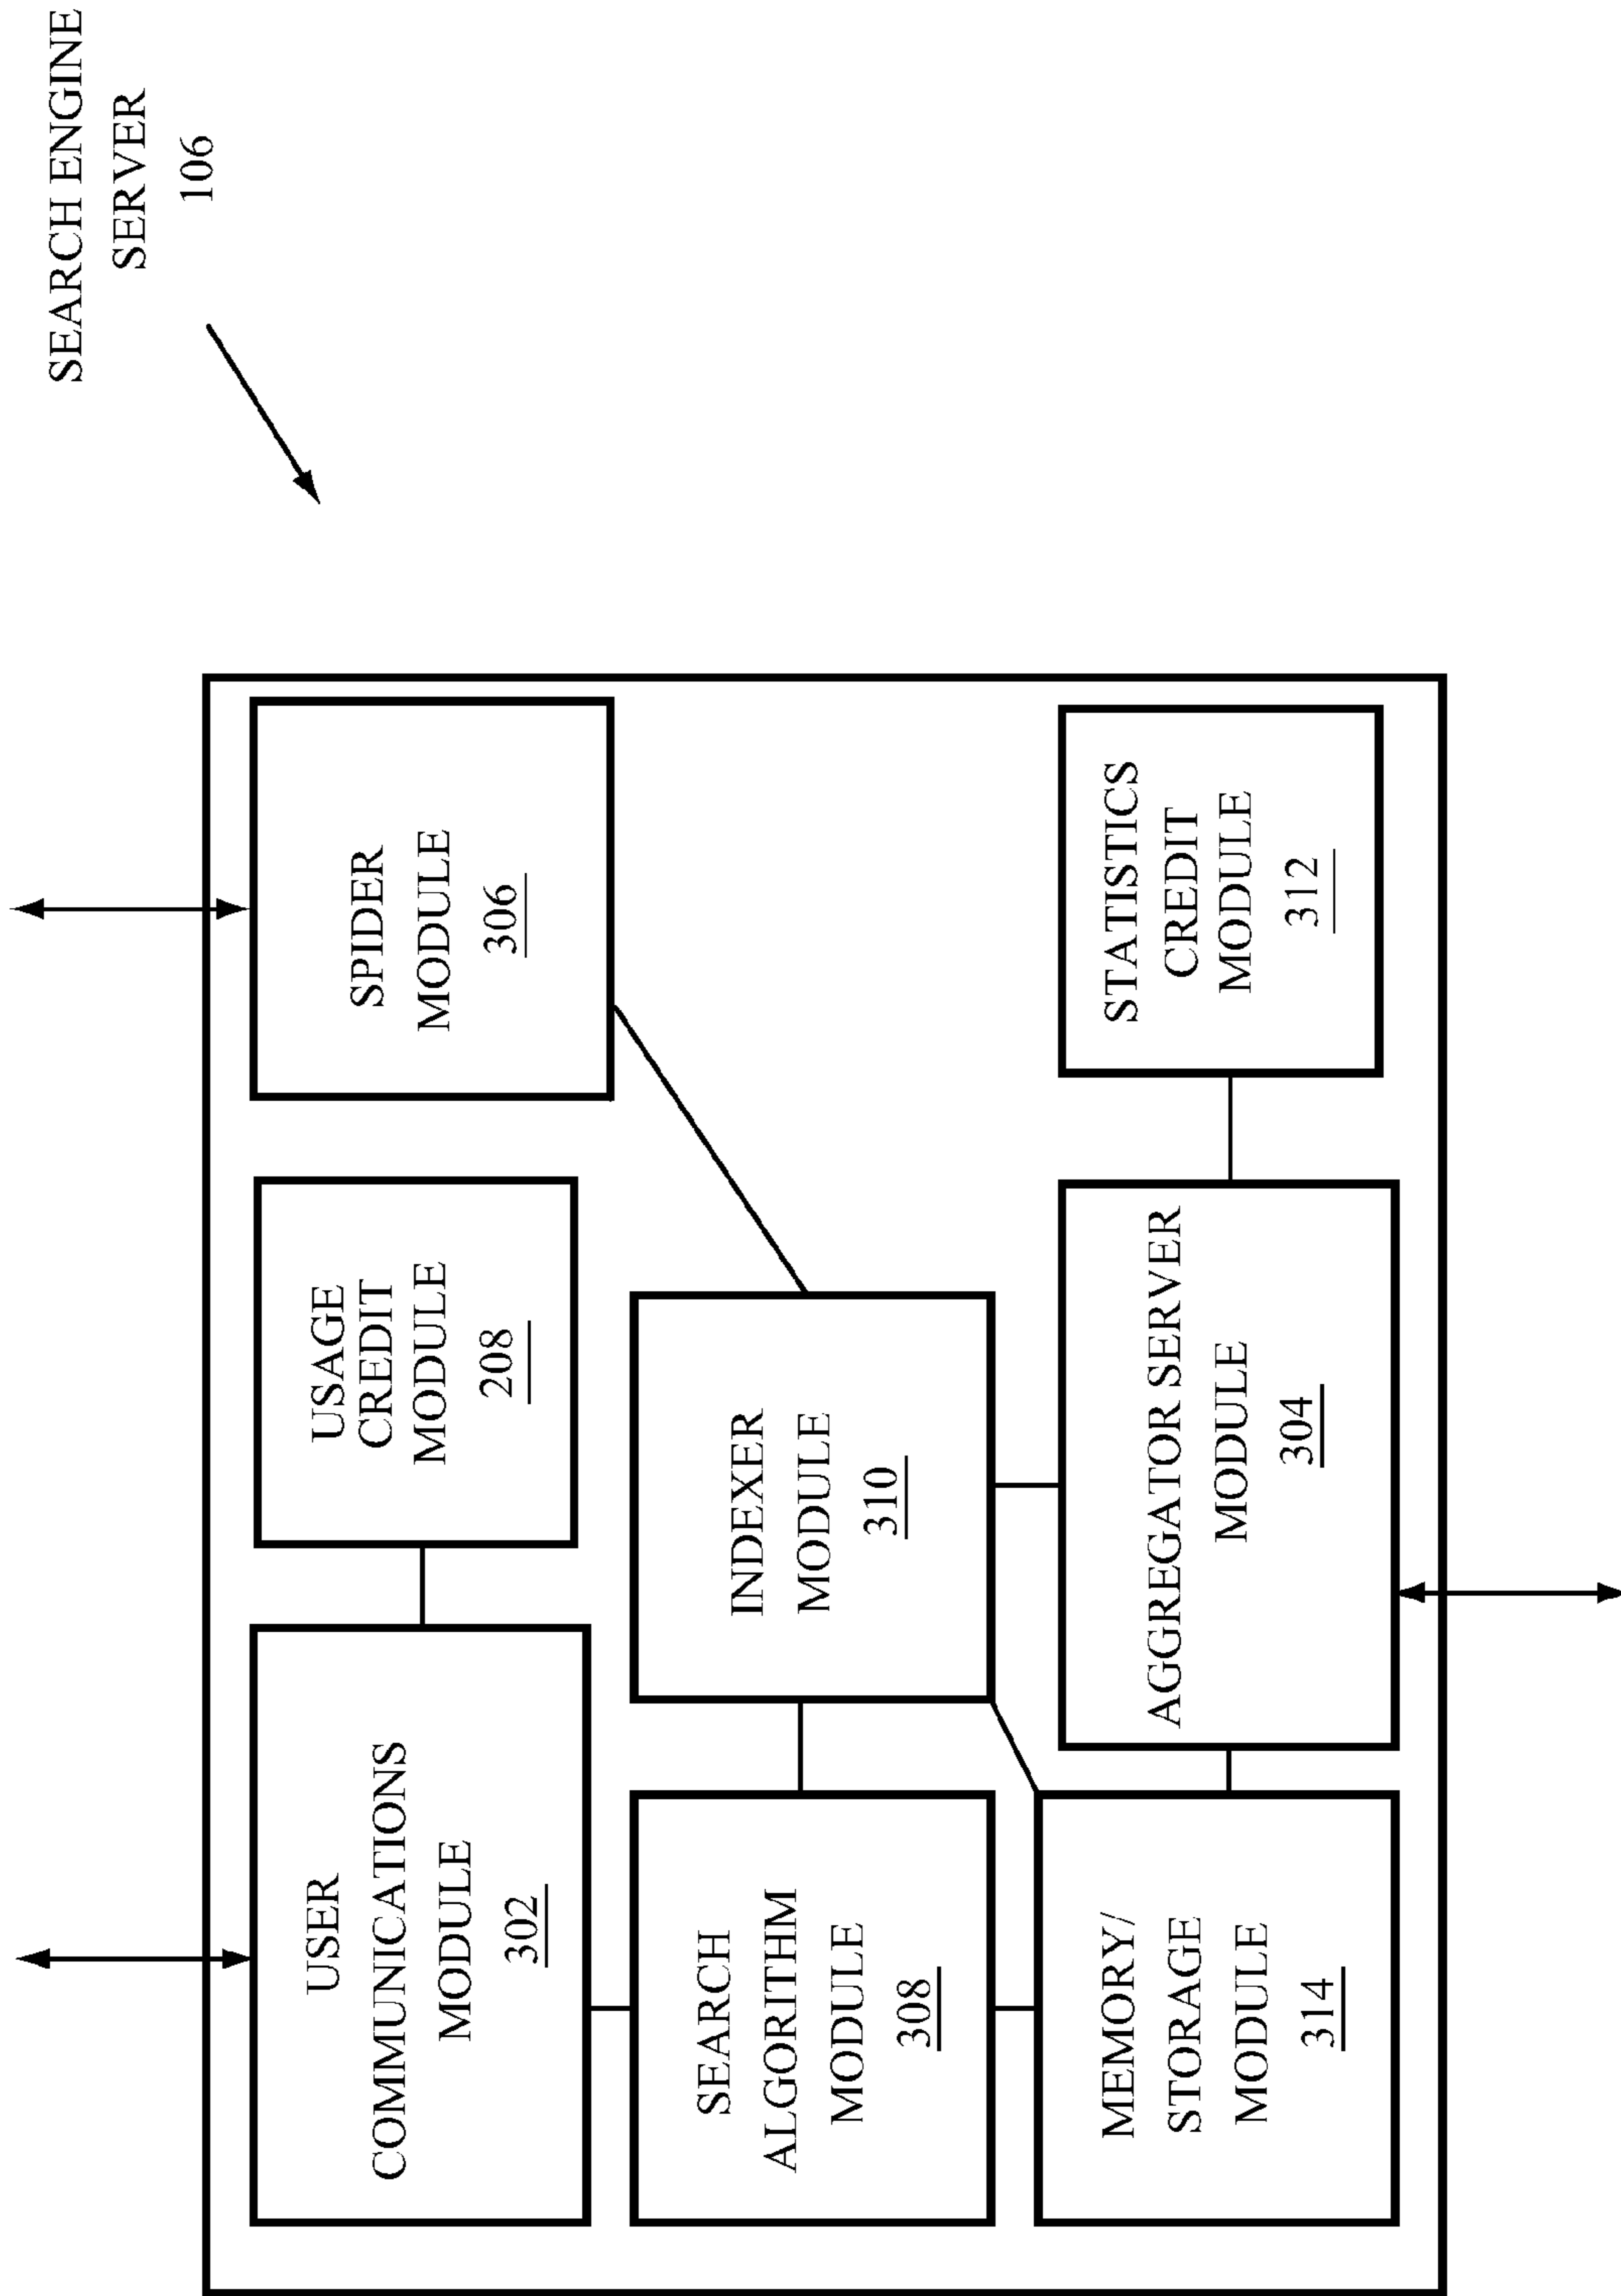 SEARCH ENGINE
SERVER
106
USER
COMMUNICATIONS
MODULE
302
USAGE
CREDIT
MODULE
208
SPIDER
MODULE
306
SEARCH
ALGORITHM
MODULE
308
INDEXER
MODULE
310
MEMORY/
STORAGE
MODULE
314
AGGREGATOR SERVER
MODULE
304
STATISTICS
CREDIT
MODULE
312